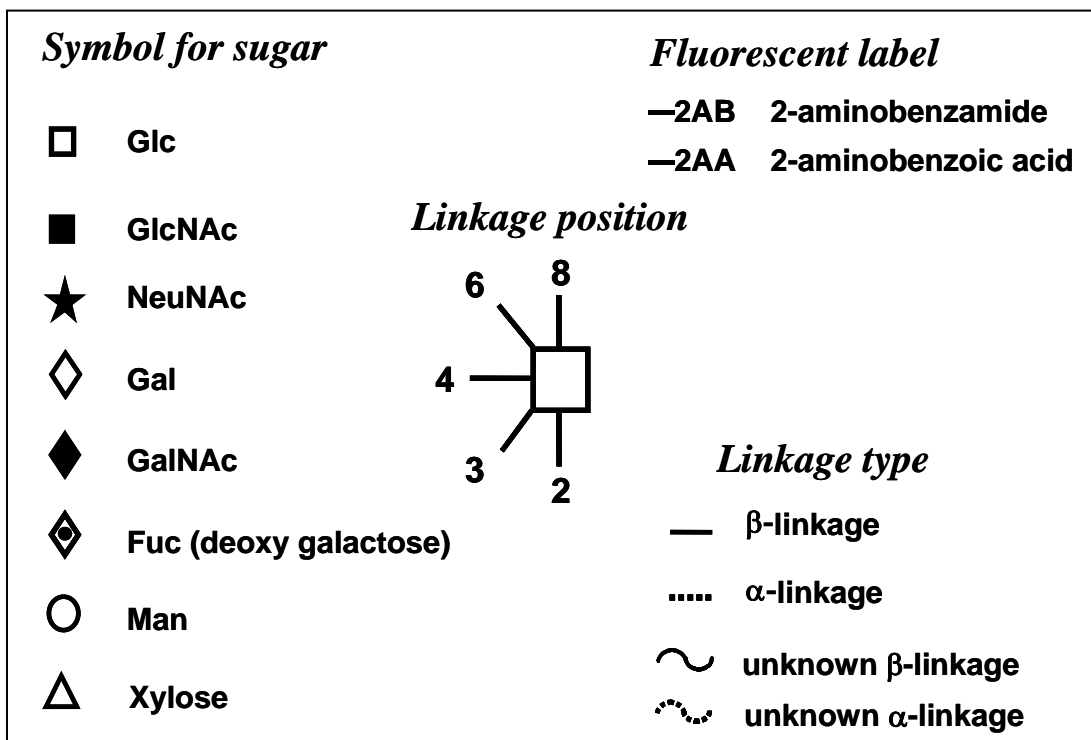 Symbol for sugar
Glc
GlcNAc
NeuNAc
Gal
GalNAc
Fuc (deoxy galactose)
Man
Xylose
Fluorescent label
2AB 2-aminobenzamide
2AA 2-aminobenzoic acid
Linkage position
8
6
4
3
2
Linkage type
β-linkage
α-linkage
unknown β-linkage
unknown α-linkage